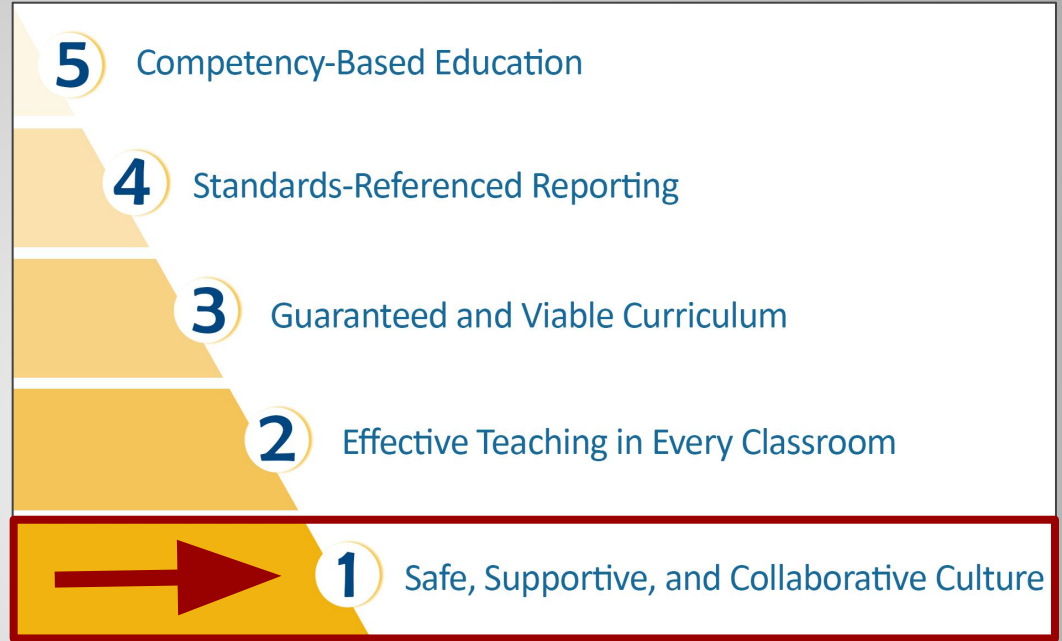 5 Competency-Based Education
4 Standards-Referenced Reporting
3 Guaranteed and Viable Curriculum
2 Effective Teaching in Every Classroom
1 Safe, Supportive, and Collaborative Culture